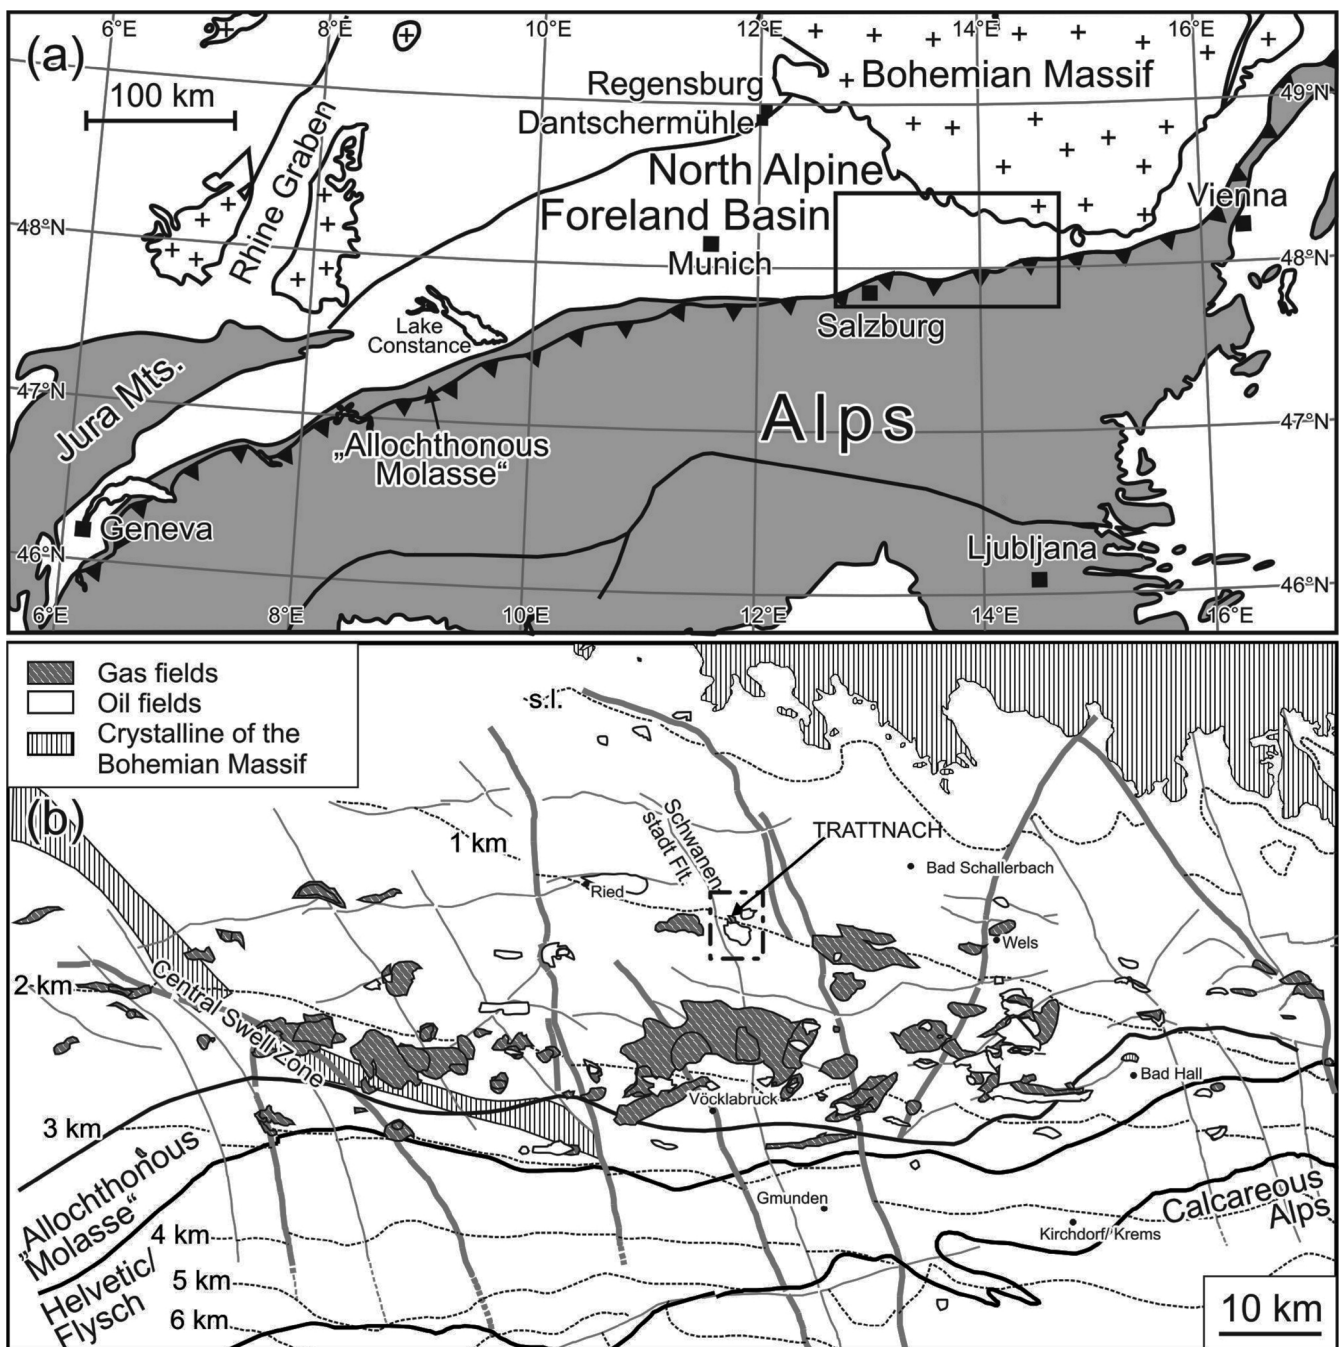 (a)
6°E
8°E
10°E
12°E
14°E
16°E
100 km
Rhine Graben
Regensburg
Dantschermühle
Bohemian Massif
49°N
North Alpine
Foreland Basin
Munich
Vienna
48°N
48°N
Salzburg
Lake
Constance
Jura Mts.
47°N
47°N
Alps
„Allochthonous
Molasse“
Geneva
Ljubljana
46°N
46°N
6°E
8°E
10°E
12°E
14°E
16°E
Gas fields
Oil fields
Crystalline of the
Bohemian Massif
(b)
s.l.
1 km
Schwanen
stadt Flt.
TRATTNACH
Bad Schallerbach
Ried
Wels
2 km
Central Swell Zone
Bad Hall
Vöcklabruck
3 km
„Allochthonous
Molasse“
Gmunden
Calcareous
Alps
Kirchdorf/ Krems
4 km
Helvetic/
Flysch
5 km
6 km
10 km